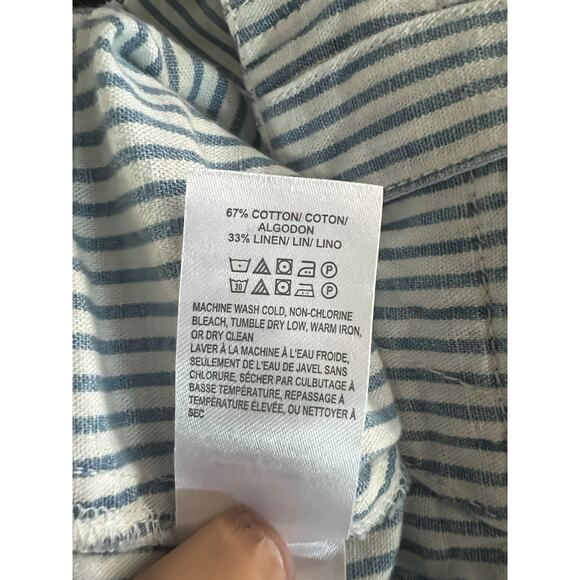 67% COTTON/ COTON/
ALGODON
33% LINEN/ LIN/ LINO
P
30 P
MACHINE WASH COLD, NON-CHLORINE
BLEACH, TUMBLE DRY LOW, WARM IRON,
OR DRY CLEAN
LAVER À LA MACHINE À L'EAU FROIDE,
SEULEMENT DE L'EAU DE JAVEL SANS
CHLORURE, SÉCHER PAR CULBUTAGE À
BASSE TEMPÉRATURE, REPASSAGE À
TEMPÉRATURE ÉLEVÉE, OU NETTOYER À
SEC